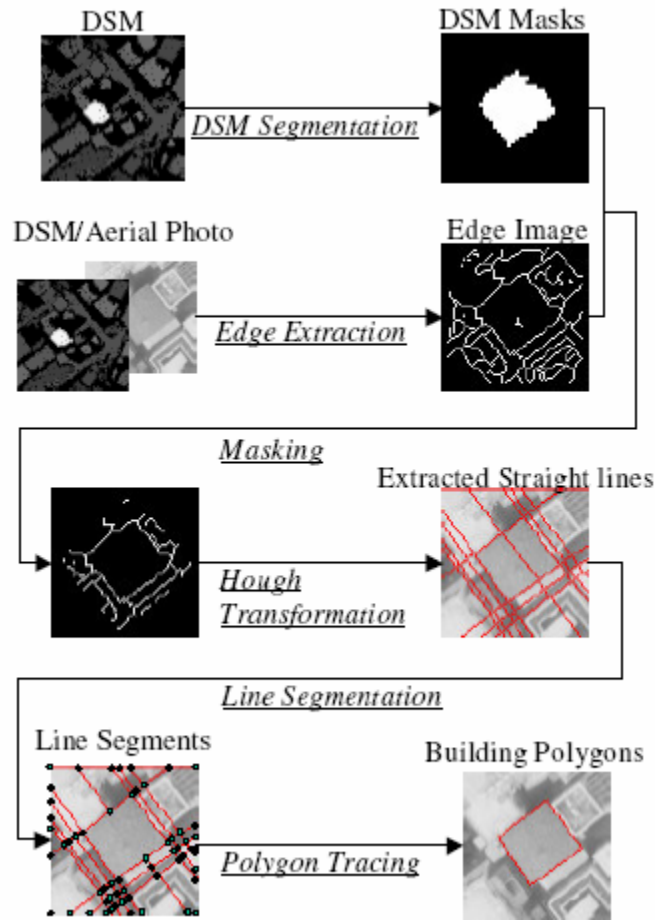 DSM
DSM Masks
DSM Segmentation
DSM/Aerial Photo
Edge Image
Edge Extraction
Masking
Extracted Straight lines
Hough
Transformation
Line Segmentation
Line Segments
Building Polygons
Polygon Tracing